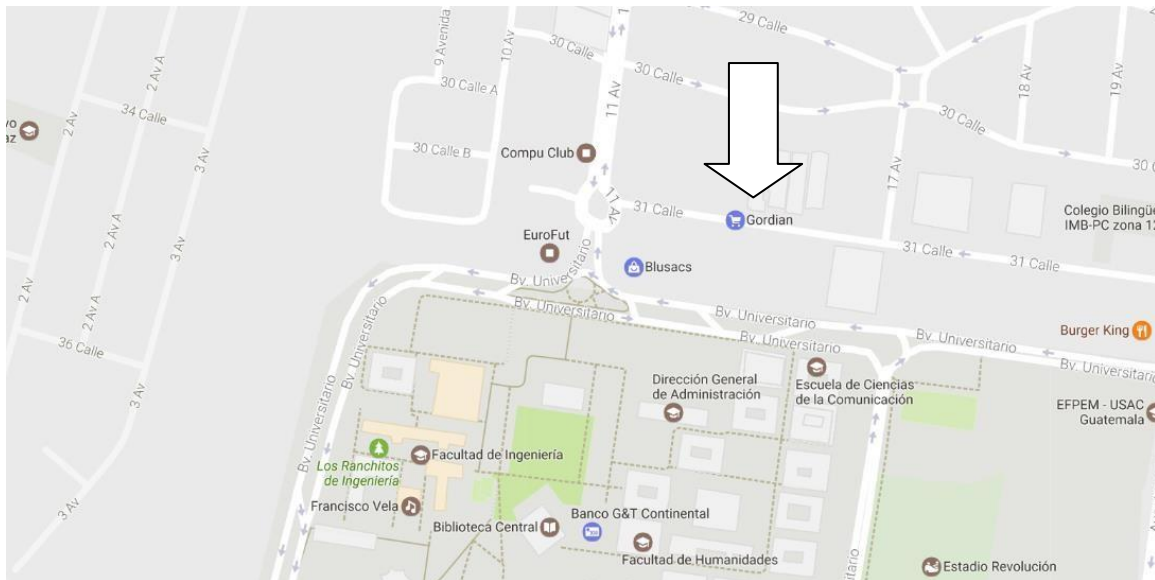 29 Calle
30 Calle
30 Calle
9 Avenida
10 Av
30 Calle A
11 Av
18 Av
19 Av
30 Calle
2 Av A
34 Calle
2 Av
3 Av
vo
az
30 Calle B
Compu Club
17 Av
30 C
11 Av
31 Calle
Gordian
Colegio Bilingüe
IMB-PC zona 12
EuroFut
31 Calle
31 Calle
2 Av A
3 Av
2 Av
Blusacs
Bv. Universitario
Bv. Universitario
Bv. Universitario
Bv. Universitario
Bv. Universitario
Burger King
36 Calle
2 Av A
Bv. Universitario
Bv. Universitario
Dirección General
de Administración
Escuela de Ciencias
de la Comunicación
EFPEM - USAC
Guatemala
3 Av
Bv. Universitario
Facultad de Ingeniería
Los Ranchitos
de Ingeniería
3 Av
Francisco Vela
Biblioteca Central
Banco G&T Continental
Facultad de Humanidades
Estadio Revolución